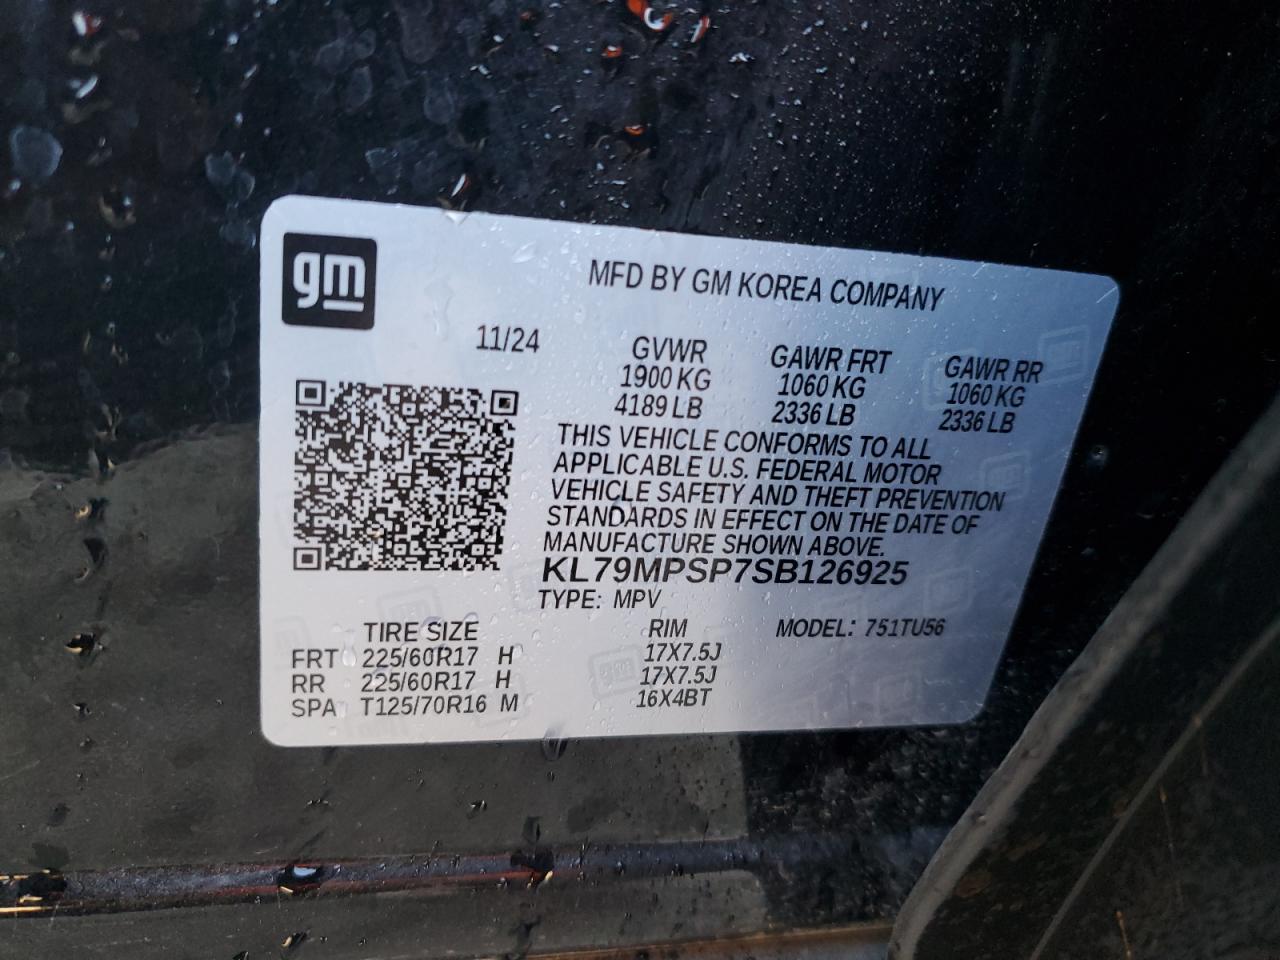 gm
MFD BY GM KOREA COMPANY
11/24
GVWR GAWR FRT GAWR RR
1900 KG 1060 KG 1060 KG
4189 LB 2336 LB 2336 LB
THIS VEHICLE CONFORMS TO ALL
APPLICABLE U.S. FEDERAL MOTOR
VEHICLE SAFETY AND THEFT PREVENTION
STANDARDS IN EFFECT ON THE DATE OF
MANUFACTURE SHOWN ABOVE.
KL79MPSP7SB126925
TYPE: MPV
TIRE SIZE RIM MODEL: 751TU56
FRT 225/60R17 H 17X7.5J
RR 225/60R17 H 17X7.5J
SPA T125/70R16 M 16X4BT